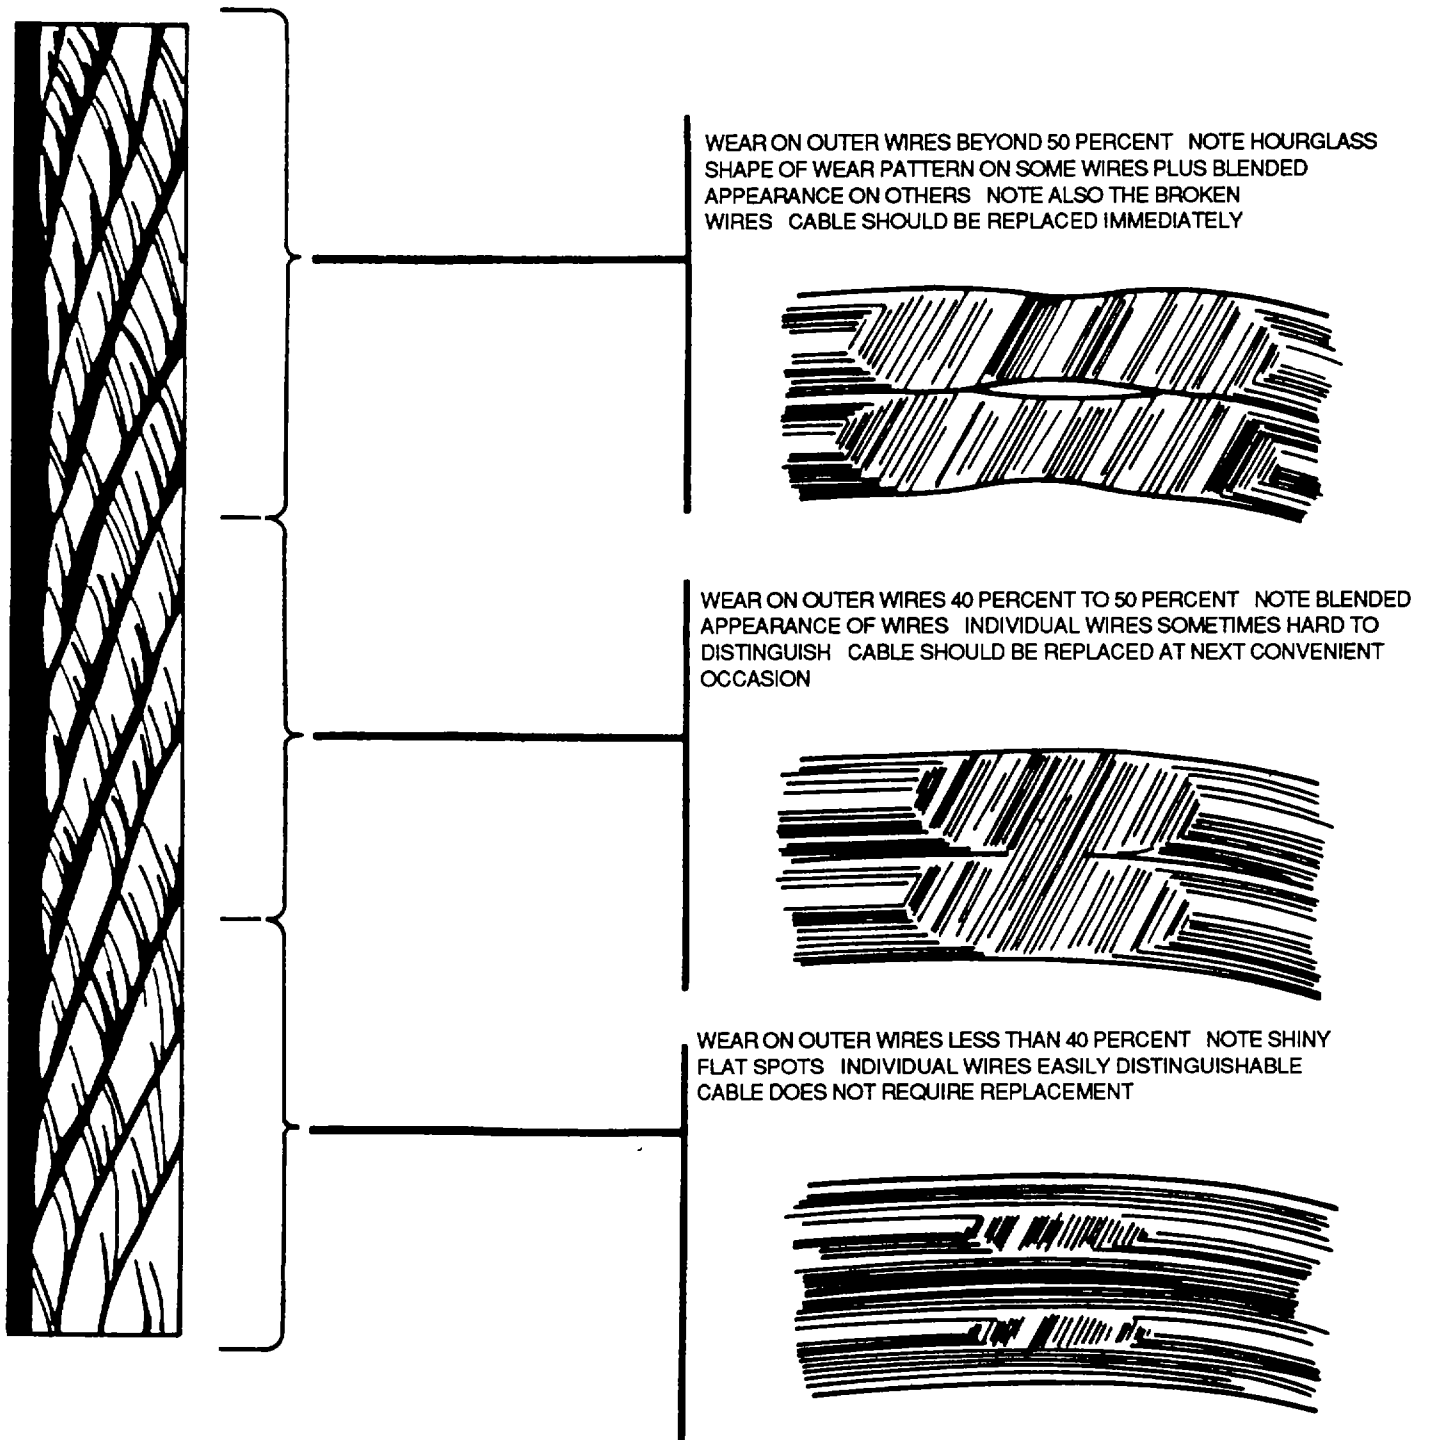 WEAR ON OUTER WIRES BEYOND 50 PERCENT NOTE HOURGLASS
SHAPE OF WEAR PATTERN ON SOME WIRES PLUS BLENDED
APPEARANCE ON OTHERS NOTE ALSO THE BROKEN
WIRES CABLE SHOULD BE REPLACED IMMEDIATELY
WEAR ON OUTER WIRES 40 PERCENT TO 50 PERCENT NOTE BLENDED
APPEARANCE OF WIRES INDIVIDUAL WIRES SOMETIMES HARD TO
DISTINGUISH CABLE SHOULD BE REPLACED AT NEXT CONVENIENT
OCCASION
WEAR ON OUTER WIRES LESS THAN 40 PERCENT NOTE SHINY
FLAT SPOTS INDIVIDUAL WIRES EASILY DISTINGUISHABLE
CABLE DOES NOT REQUIRE REPLACEMENT